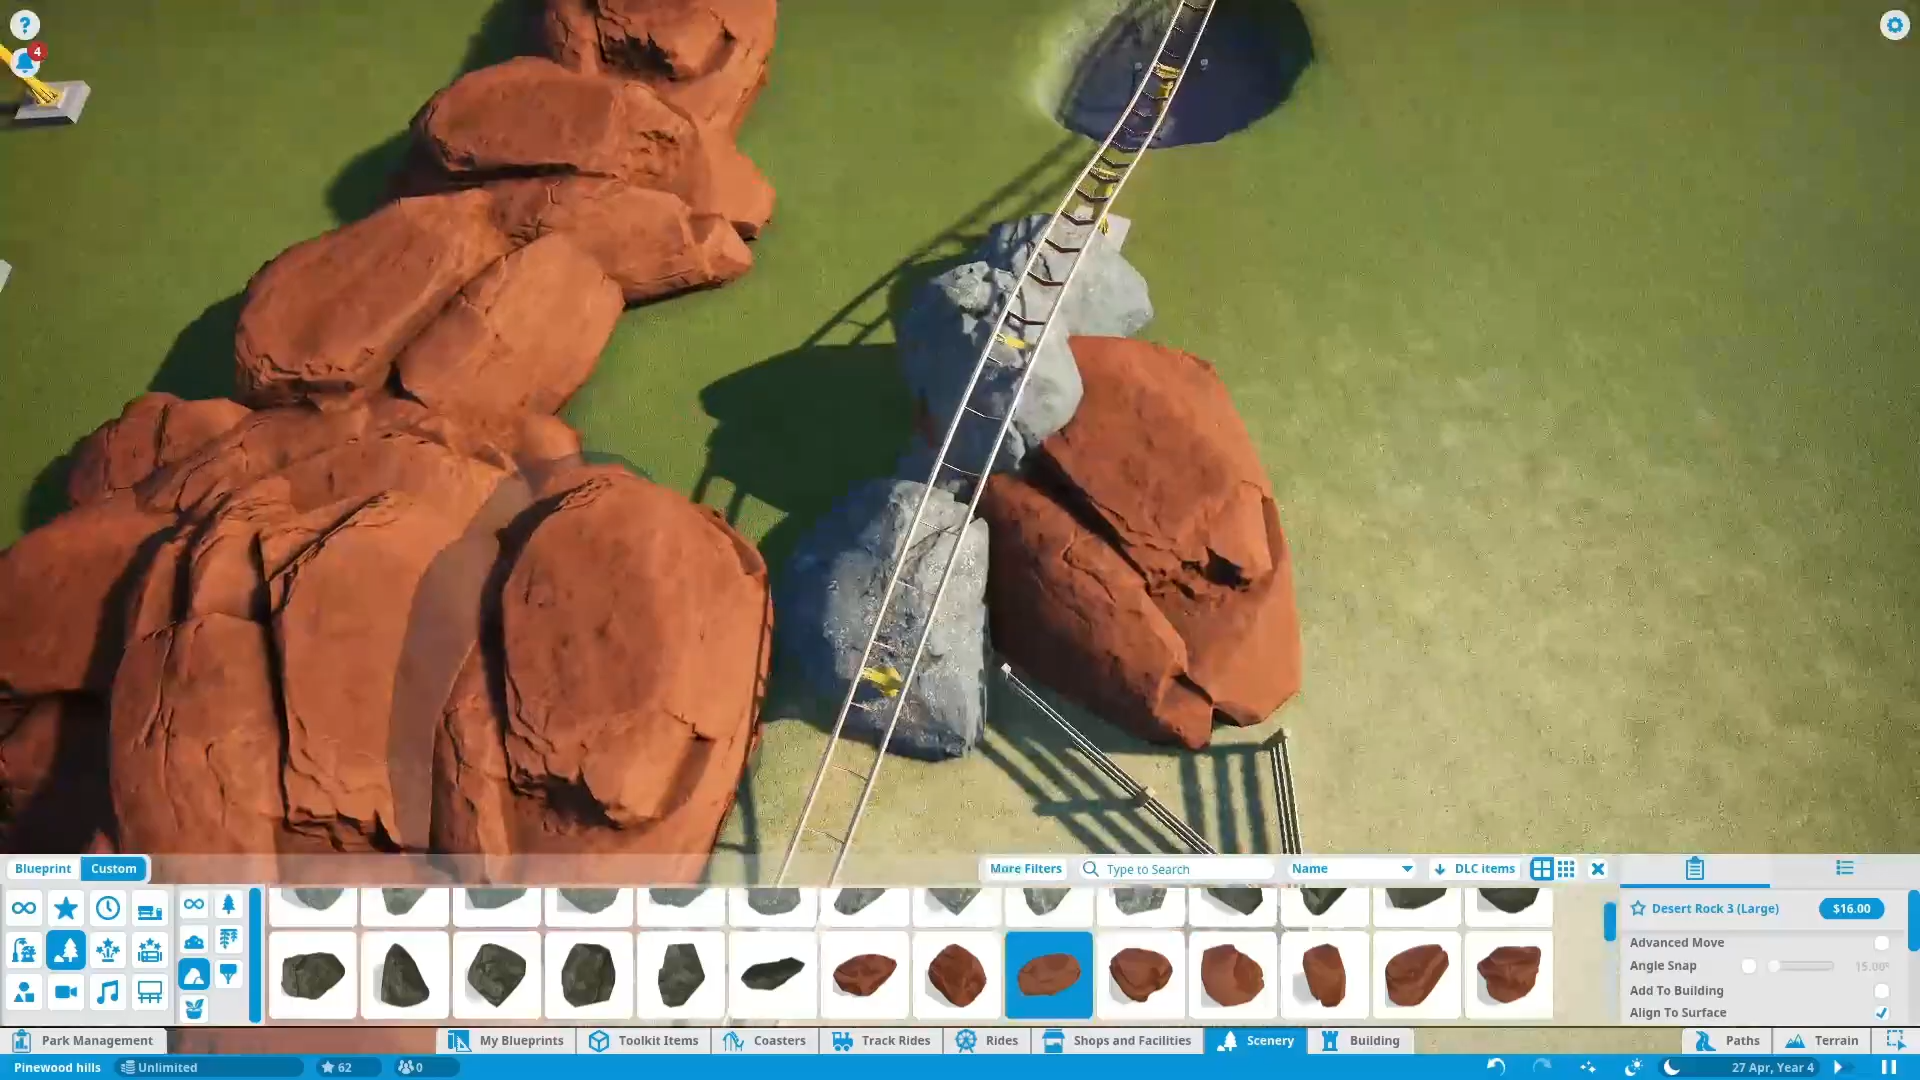 ?
4
Blueprint
Custom
More Filters
Type to Search
Name
DLC items
Desert Rock 3 (Large)
$16.00
Advanced Move
Angle Snap
15.00°
Add To Building
Align To Surface
Park Management
My Blueprints
Toolkit Items
Coasters
Track Rides
Rides
Shops and Facilities
Scenery
Building
Paths
Terrain
Pinewood hills
Unlimited
62
0
27 Apr, Year 4